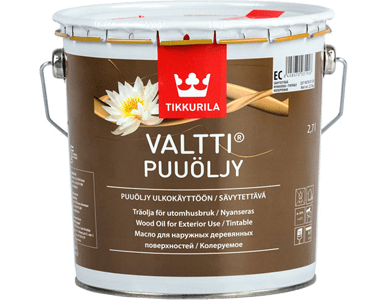 TIKKURILA
EC
2,7 l
VALTTI®
PUUÖLJY
PUUÖLJY ULKOKÄYTTÖÖN / SÄVYTETTÄVÄ
Träolja för utomhusbruk / Nyanseras
Wood Oil for Exterior Use / Tintable
Масло для наружных деревянных
поверхностей / Колеруемое